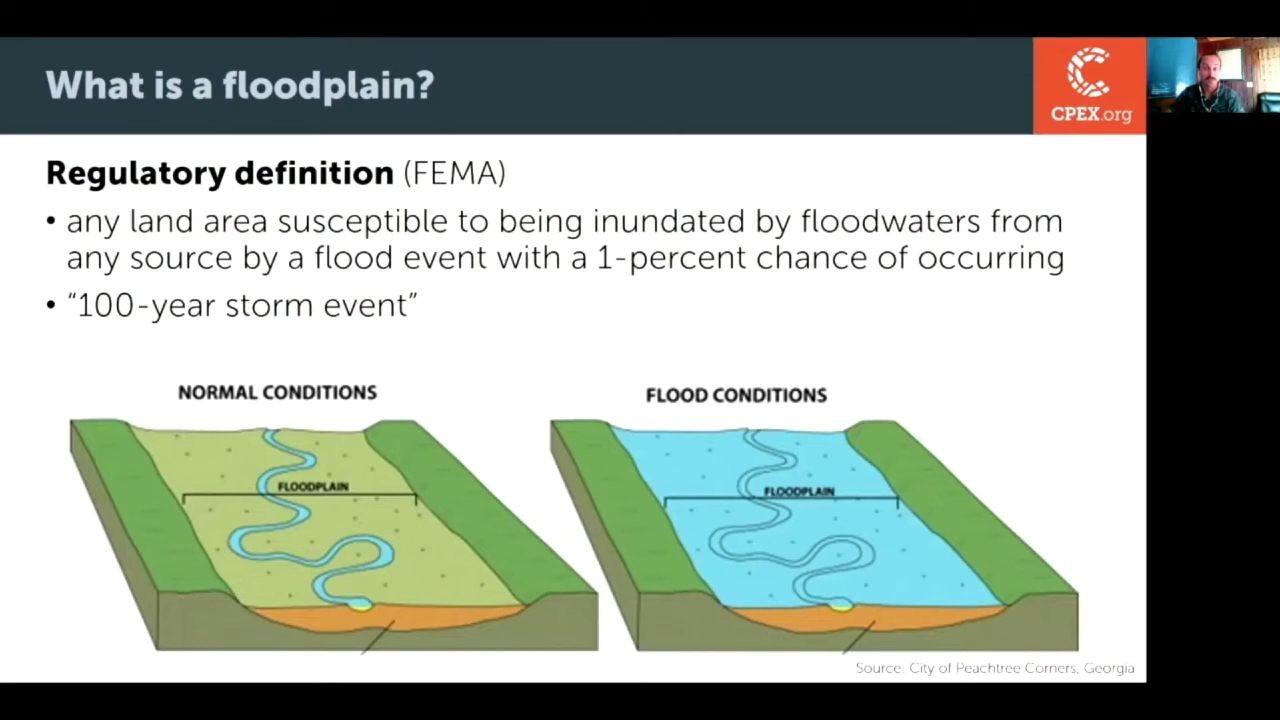 What is a floodplain?
CPEX.org
Regulatory definition (FEMA)
• any land area susceptible to being inundated by floodwaters from
any source by a flood event with a 1-percent chance of occurring
• “100-year storm event”
NORMAL CONDITIONS
FLOODPLAIN
FLOOD CONDITIONS
FLOODPLAIN
Source: City of Peachtree Corners, Georgia